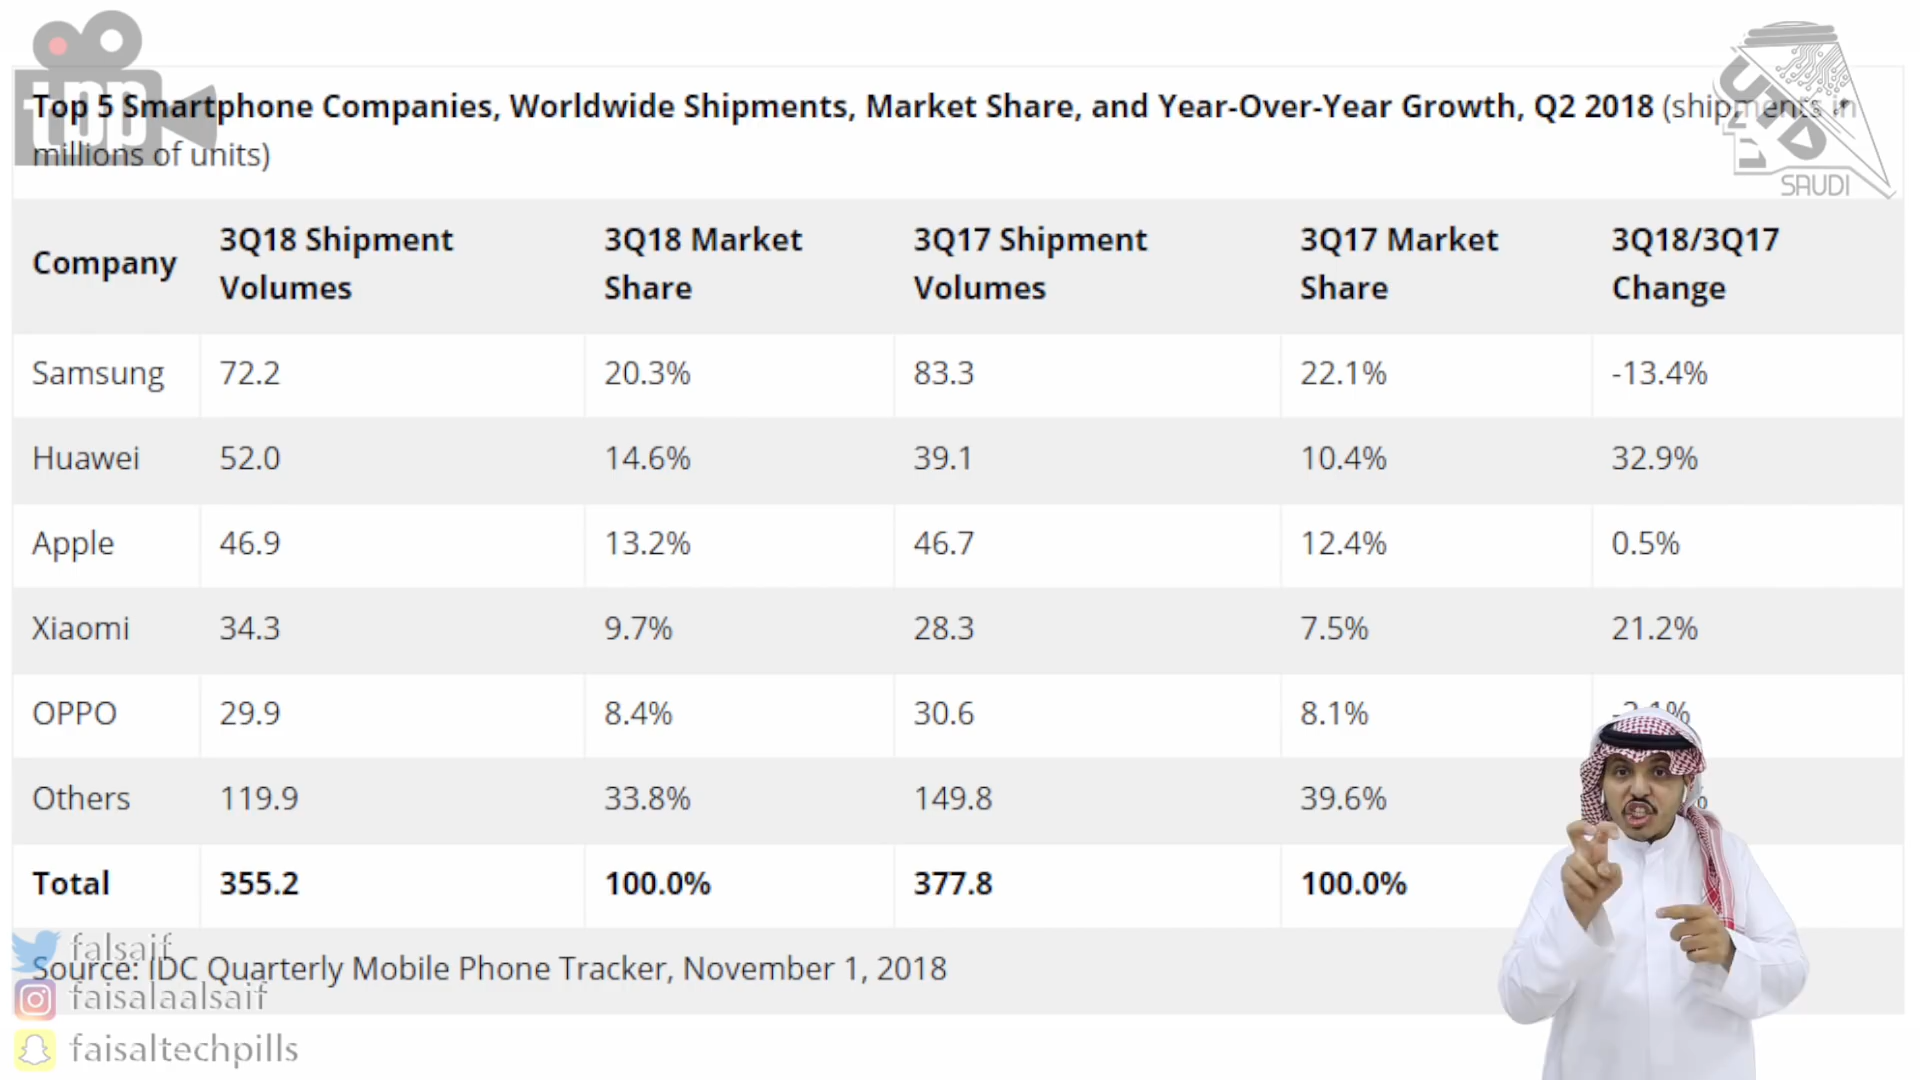 tpp
UTD
SAUDI
Top 5 Smartphone Companies, Worldwide Shipments, Market Share, and Year-Over-Year Growth, Q2 2018 (shipments in
millions of units)
Company 3Q18 Shipment Volumes 3Q18 Market Share 3Q17 Shipment Volumes 3Q17 Market Share 3Q18/3Q17 Change
Samsung 72.2 20.3% 83.3 22.1% -13.4%
Huawei 52.0 14.6% 39.1 10.4% 32.9%
Apple 46.9 13.2% 46.7 12.4% 0.5%
Xiaomi 34.3 9.7% 28.3 7.5% 21.2%
OPPO 29.9 8.4% 30.6 8.1%
Others 119.9 33.8% 149.8 39.6%
Total 355.2 100.0% 377.8 100.0%
falsaif
Source: IDC Quarterly Mobile Phone Tracker, November 1, 2018
faisalaalsaif
faisaltechpills